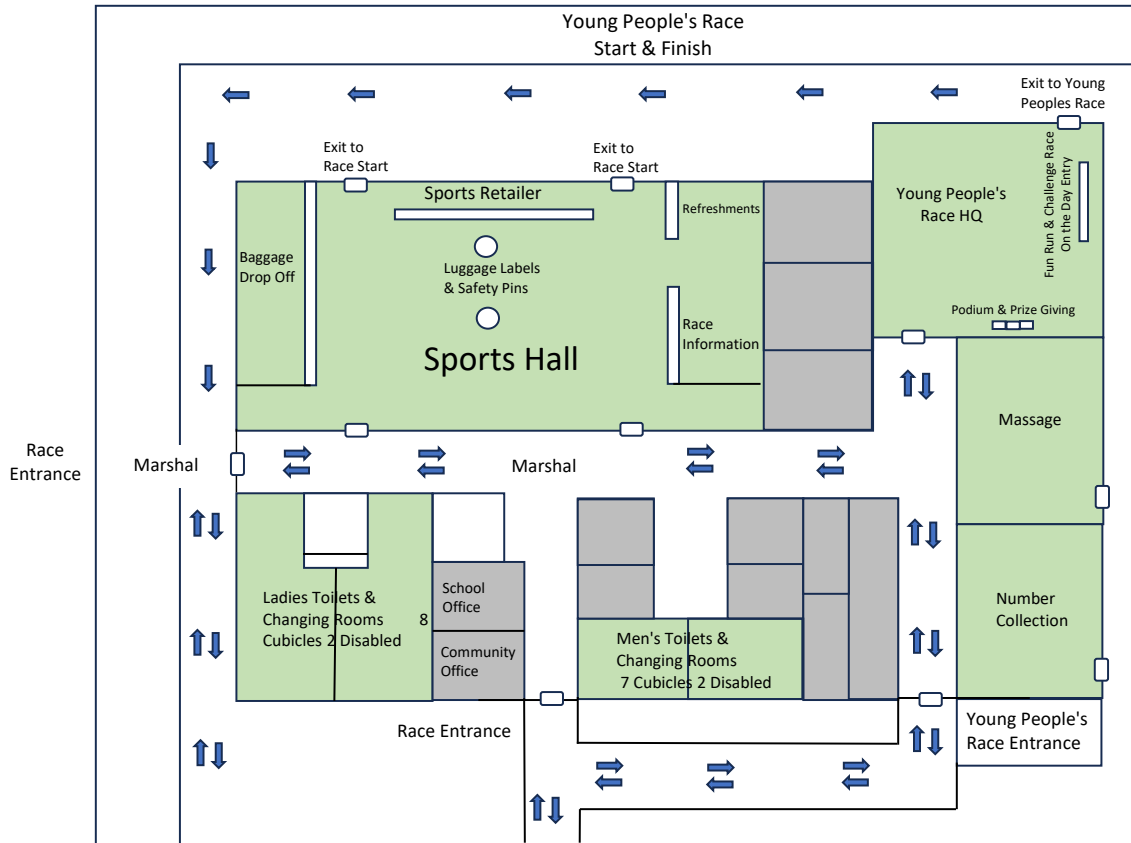 Young People's Race
Start & Finish
Exit to Young
Peoples Race
Exit to
Race Start
Exit to
Race Start
Sports Retailer
Refreshments
Young People's
Race HQ
Fun Run & Challenge Race
On the Day Entry
Baggage
Drop Off
Luggage Labels
& Safety Pins
Podium & Prize Giving
Race
Information
Sports Hall
Massage
Race
Entrance
Marshal
Marshal
Ladies Toilets &
Changing Rooms 8
Cubicles 2 Disabled
School
Office
Community
Office
Men's Toilets &
Changing Rooms
7 Cubicles 2 Disabled
Number
Collection
Race Entrance
Young People's
Race Entrance